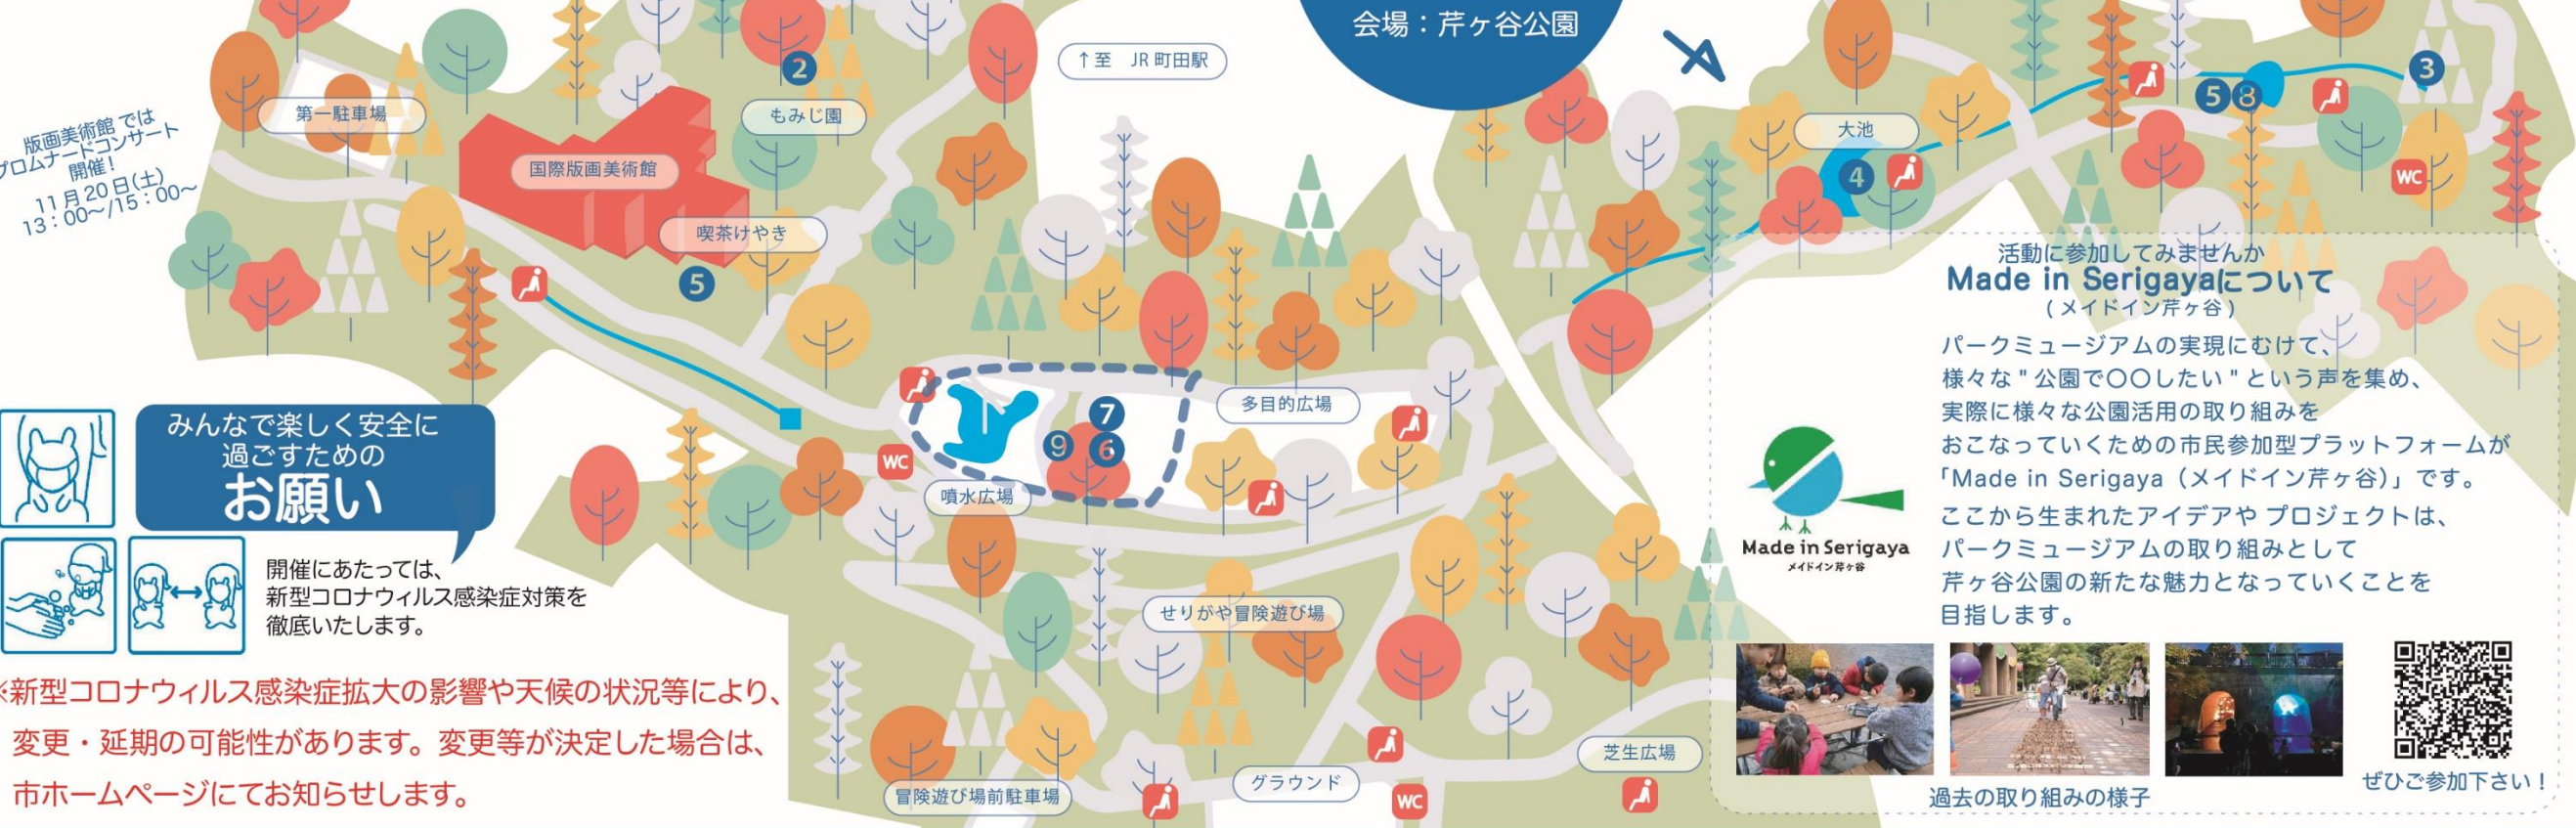 会場：芹ヶ谷公園
↑至　JR 町田駅
2
もみじ園
第一駐車場
国際版画美術館
喫茶けやき
5
版画美術館 では
プロムナードコンサート
開催！
11 月 20 日（土）
13：00〜/15：00〜
大池
4
5
8
3
WC
多目的広場
7
9
6
WC
噴水広場
せりがや冒険遊び場
冒険遊び場前駐車場
グラウンド
WC
芝生広場
みんなで楽しく安全に
過ごすための
お願い
開催にあたっては、
新型コロナウィルス感染症対策を
徹底いたします。
※新型コロナウィルス感染症拡大の影響や天候の状況等により、
変更・延期の可能性があります。変更等が決定した場合は、
市ホームページにてお知らせします。
活動に参加してみませんか
Made in Serigayaについて
( メイドイン芹ヶ谷 )
パークミュージアムの実現にむけて、
様々な " 公園で〇〇したい " という声を集め、
実際に様々な公園活用の取り組みを
おこなっていくための市民参加型プラットフォームが
「Made in Serigaya（メイドイン芹ヶ谷）」です。
ここから生まれたアイデアや プロジェクトは、
パークミュージアムの取り組みとして
芹ヶ谷公園の新たな魅力となっていくことを
目指します。
Made in Serigaya
メイドイン芹ヶ谷
過去の取り組みの様子
ぜひご参加下さい！